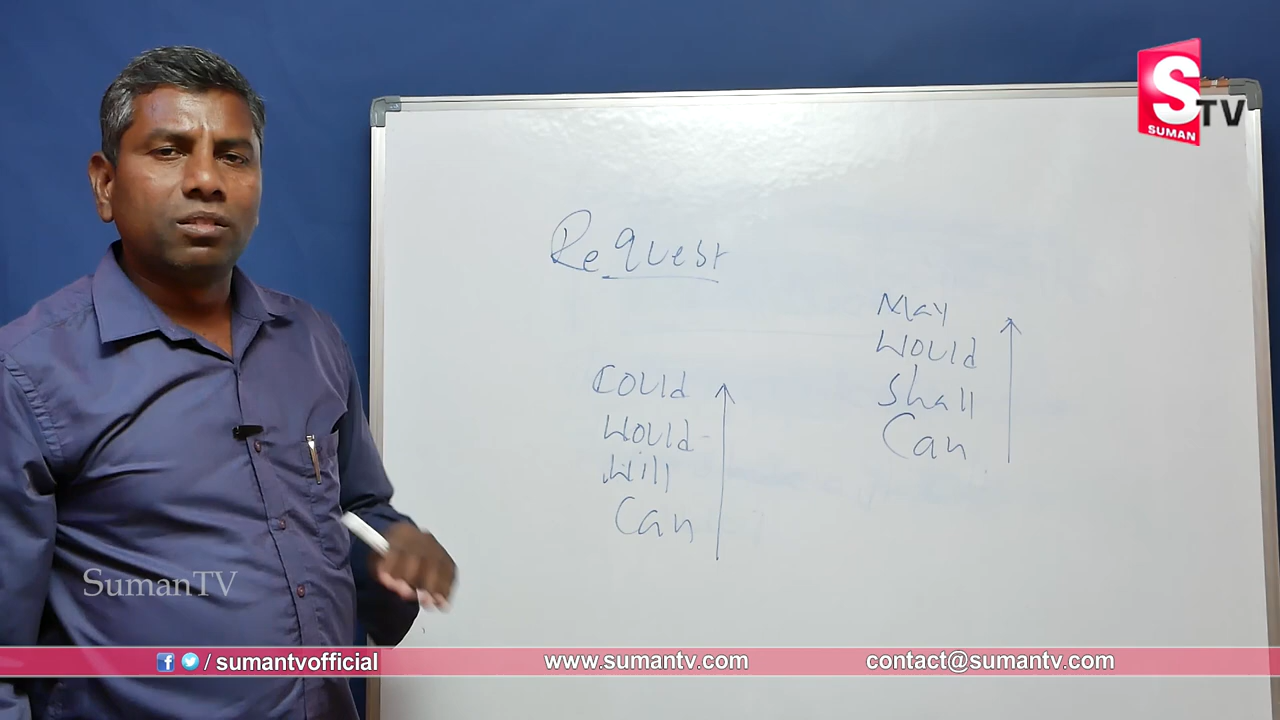 S
TV
SUMAN
Request
Could
Would
Will
Can
May
Would
Shall
Can
SumanTV
f / sumantvofficial
www.sumantv.com
contact@sumantv.com